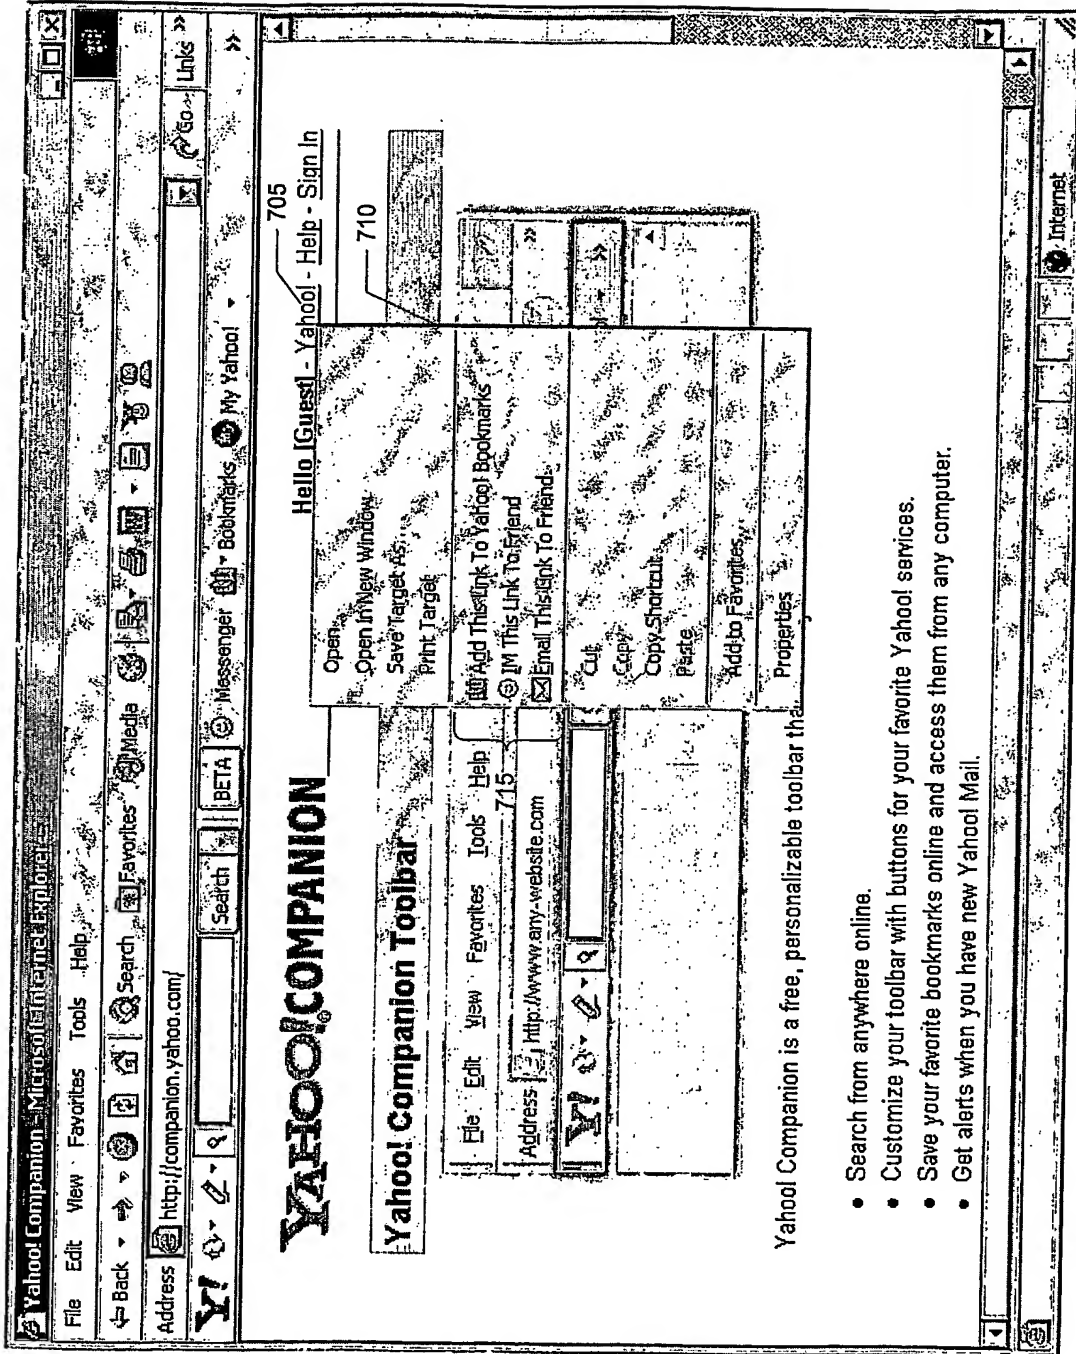 Yahoo! Companion - Microsoft Internet Explorer
File Edit View Favorites Tools Help
Back Search Favorites Media
Address http://companion.yahoo.com/ Go Links »
Y! Search BETA Messenger Bookmarks My Yahoo! »
705
Hello [Guest] - Yahoo! - Help - Sign In
YAHOO!® COMPANION
710
Open
Open In New Window
Save Target As...
Print Target
Add This Link To Yahoo! Bookmarks
IM This Link To Friend
Email This Link To Friend
Cut
Copy
Copy Shortcut
Paste
Add to Favorites...
Properties
Yahoo! Companion Toolbar
File Edit View Favorites Tools Help
715
Address http://www.any-website.com »
Y! »
Yahoo! Companion is a free, personalizable toolbar tha
• Search from anywhere online.
• Customize your toolbar with buttons for your favorite Yahoo! services.
• Save your favorite bookmarks online and access them from any computer.
• Get alerts when you have new Yahoo! Mail.
Internet